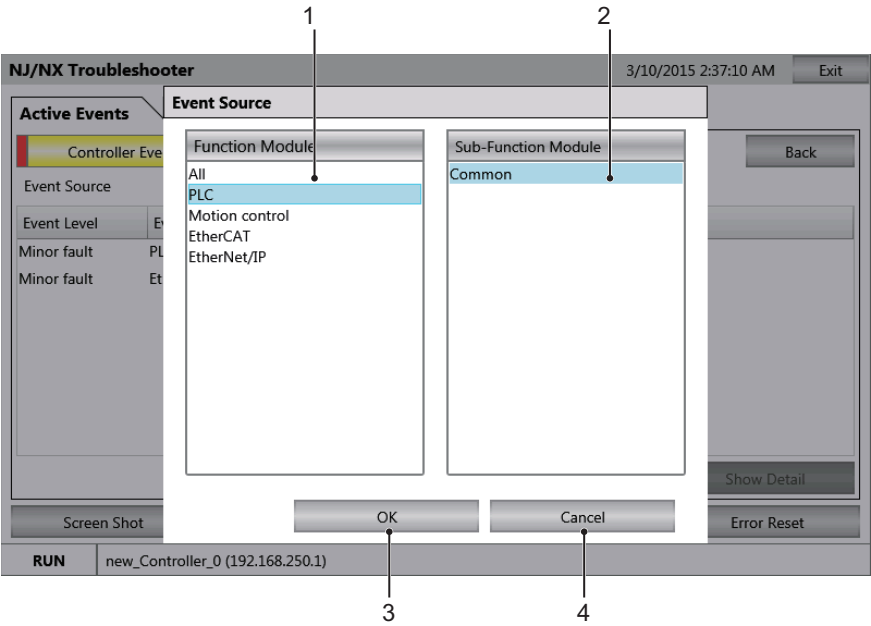 1 2
NJ/NX Troubleshooter 3/10/2015 2:37:10 AM Exit
Active Events
Event Source
Controller Eve
Back
Event Source
Event Level E
Minor fault PL
Minor fault Et
Function Module
All
PLC
Motion control
EtherCAT
EtherNet/IP
Sub-Function Module
Common
Show Detail
OK Cancel
Screen Shot Error Reset
RUN new_Controller_0 (192.168.250.1)
3 4